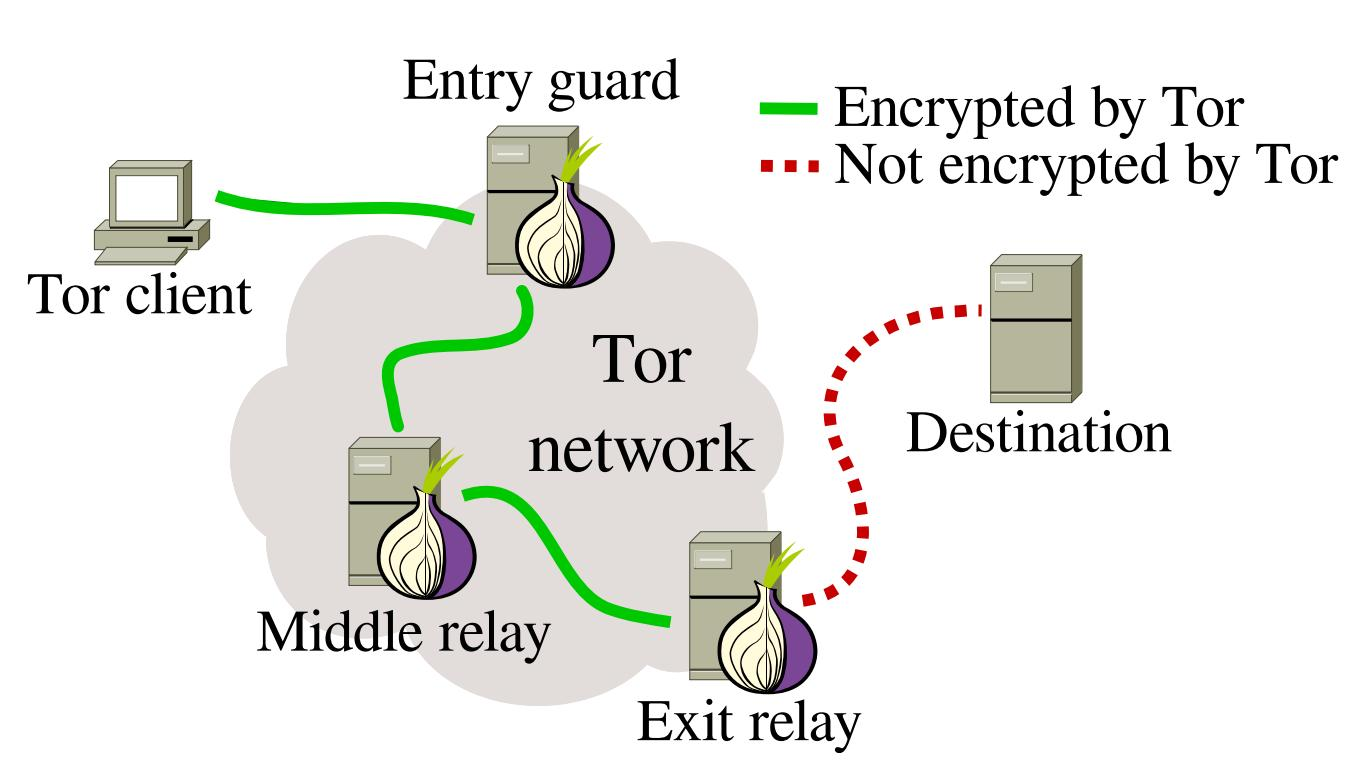 Entry guard
Encrypted by Tor
Not encrypted by Tor
Tor client
Tor
network
Destination
Middle relay
Exit relay